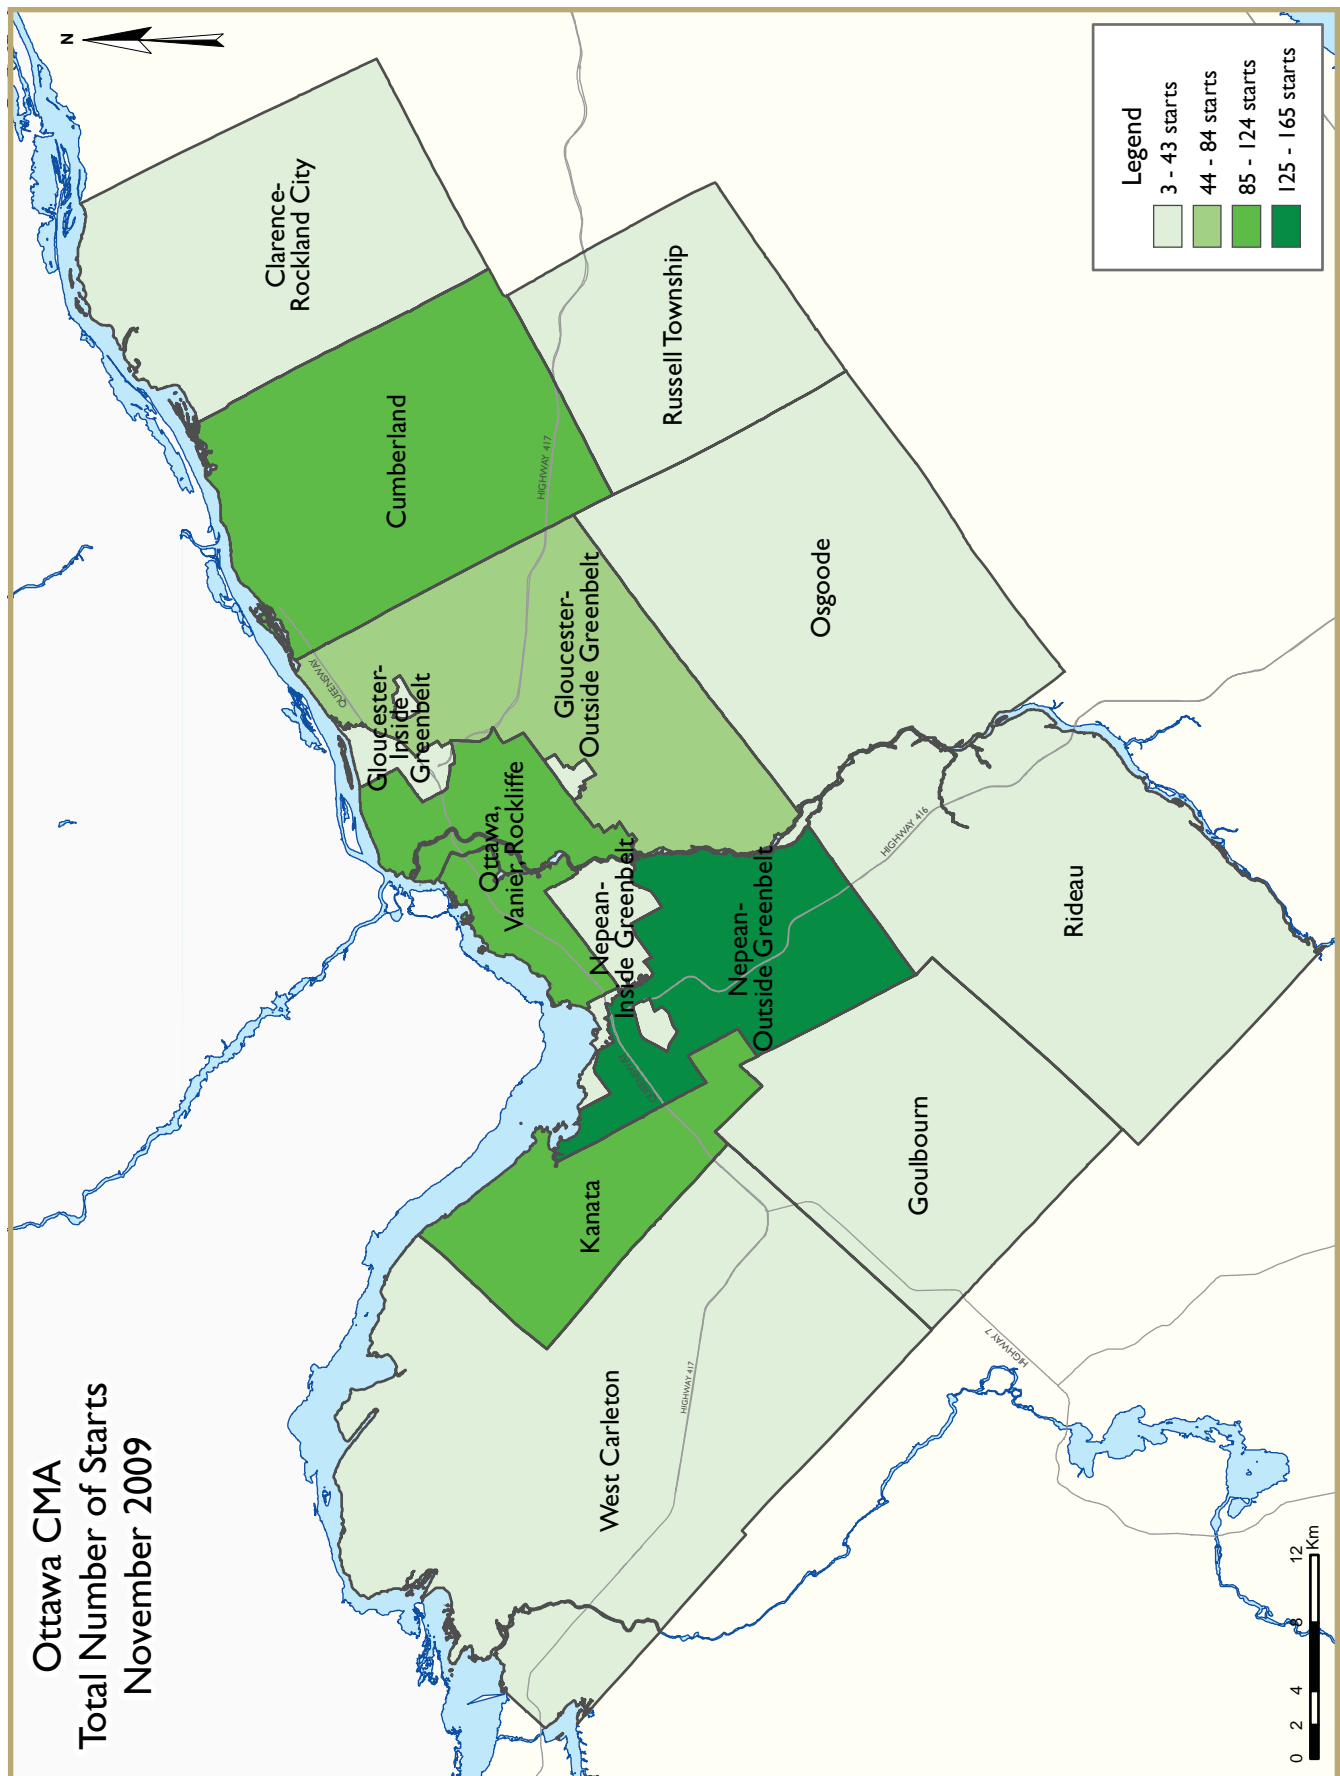 Ottawa CMA
Total Number of Starts
November 2009
N
Clarence-
Rockland City
Cumberland
Russell Township
HIGHWAY 417
QUEENSWAY
Gloucester-
Inside
Greenbelt
Gloucester-
Outside Greenbelt
Osgoode
Ottawa,
Vanier, Rockliffe
Nepean-
Inside Greenbelt
Nepean-
Outside Greenbelt
QUEENSWAY
HIGHWAY 416
Rideau
Kanata
Goulbourn
West Carleton
HIGHWAY 417
HIGHWAY 7
Legend
3 - 43 starts
44 - 84 starts
85 - 124 starts
125 - 165 starts
0 2 4 8 12
Km